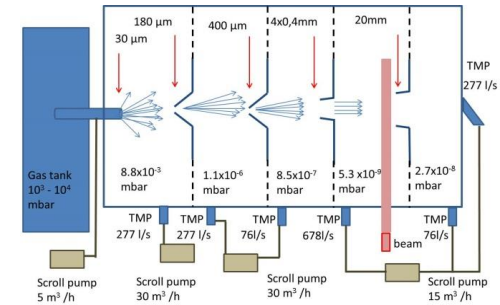 180 µm
400 µm
4x0,4mm
20mm
30 µm
TMP
277 l/s
Gas tank
10³ - 10⁴
mbar
8.8x10⁻³
mbar
1.1x10⁻⁶
mbar
8.5x10⁻⁷
mbar
5.3 x10⁻⁹
mbar
2.7x10⁻⁸
mbar
TMP
277 l/s
TMP
277 l/s
TMP
76l/s
TMP
678l/s
beam
TMP
76l/s
Scroll pump
5 m³ /h
Scroll pump
30 m³ /h
Scroll pump
30 m³ /h
Scroll pump
15 m³ /h